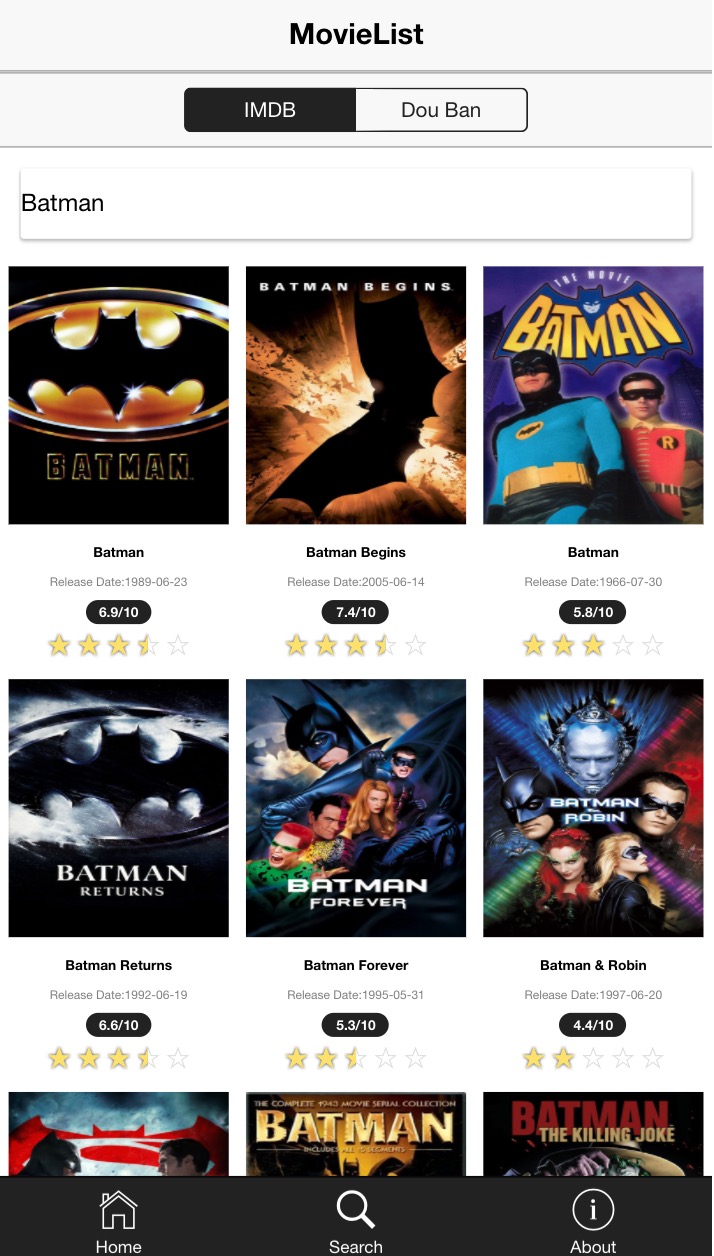 MovieList
IMDB
Dou Ban
Batman
BATMAN
BATMAN BEGINS
THE MOVIE
BATMAN
R
Batman
Batman Begins
Batman
Release Date:1989-06-23
Release Date:2005-06-14
Release Date:1966-07-30
6.9/10
7.4/10
5.8/10
BATMAN
RETURNS
BATMAN
FOREVER
BATMAN
ROBIN
Batman Returns
Batman Forever
Batman & Robin
Release Date:1992-06-19
Release Date:1995-05-31
Release Date:1997-06-20
6.6/10
5.3/10
4.4/10
THE COMPLETE 1943 MOVIE SERIAL COLLECTION
BATMAN
INCLUDES ALL 15 SEGMENTS
BATMAN
THE KILLING JOKE
Home
Search
About